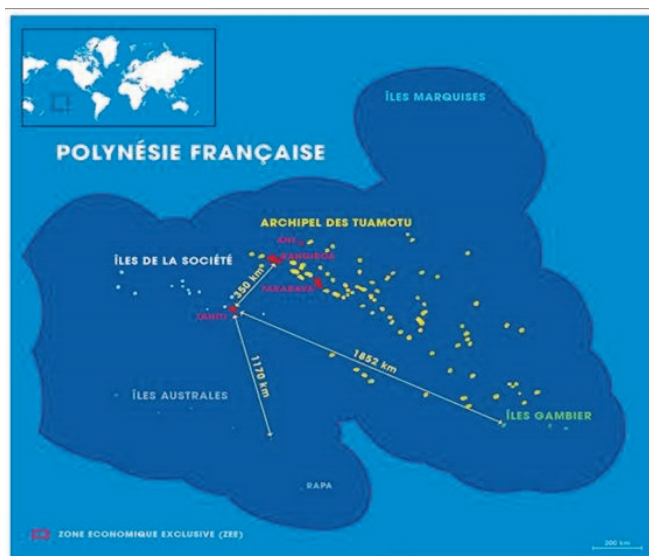 ÎLES MARQUISES
POLYNÉSIE FRANÇAISE
ARCHIPEL DES TUAMOTU
AHE
RANGIROA
ÎLES DE LA SOCIÉTÉ
FAKARAVA
350 km
TAHITI
1852 km
1170 km
ÎLES AUSTRALES
ÎLES GAMBIER
RAPA
ZONE ECONOMIQUE EXCLUSIVE (ZEE)
200 km